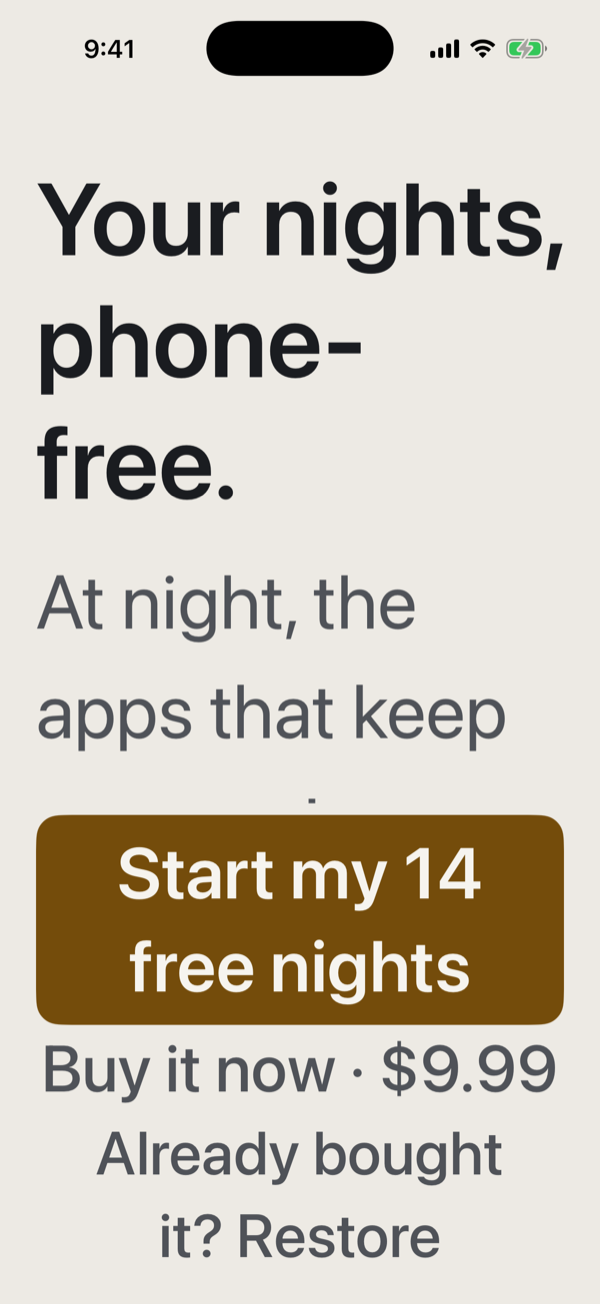 9:41
Your nights,
phone-
free.
At night, the
apps that keep
Start my 14
free nights
Buy it now · $9.99
Already bought
it? Restore